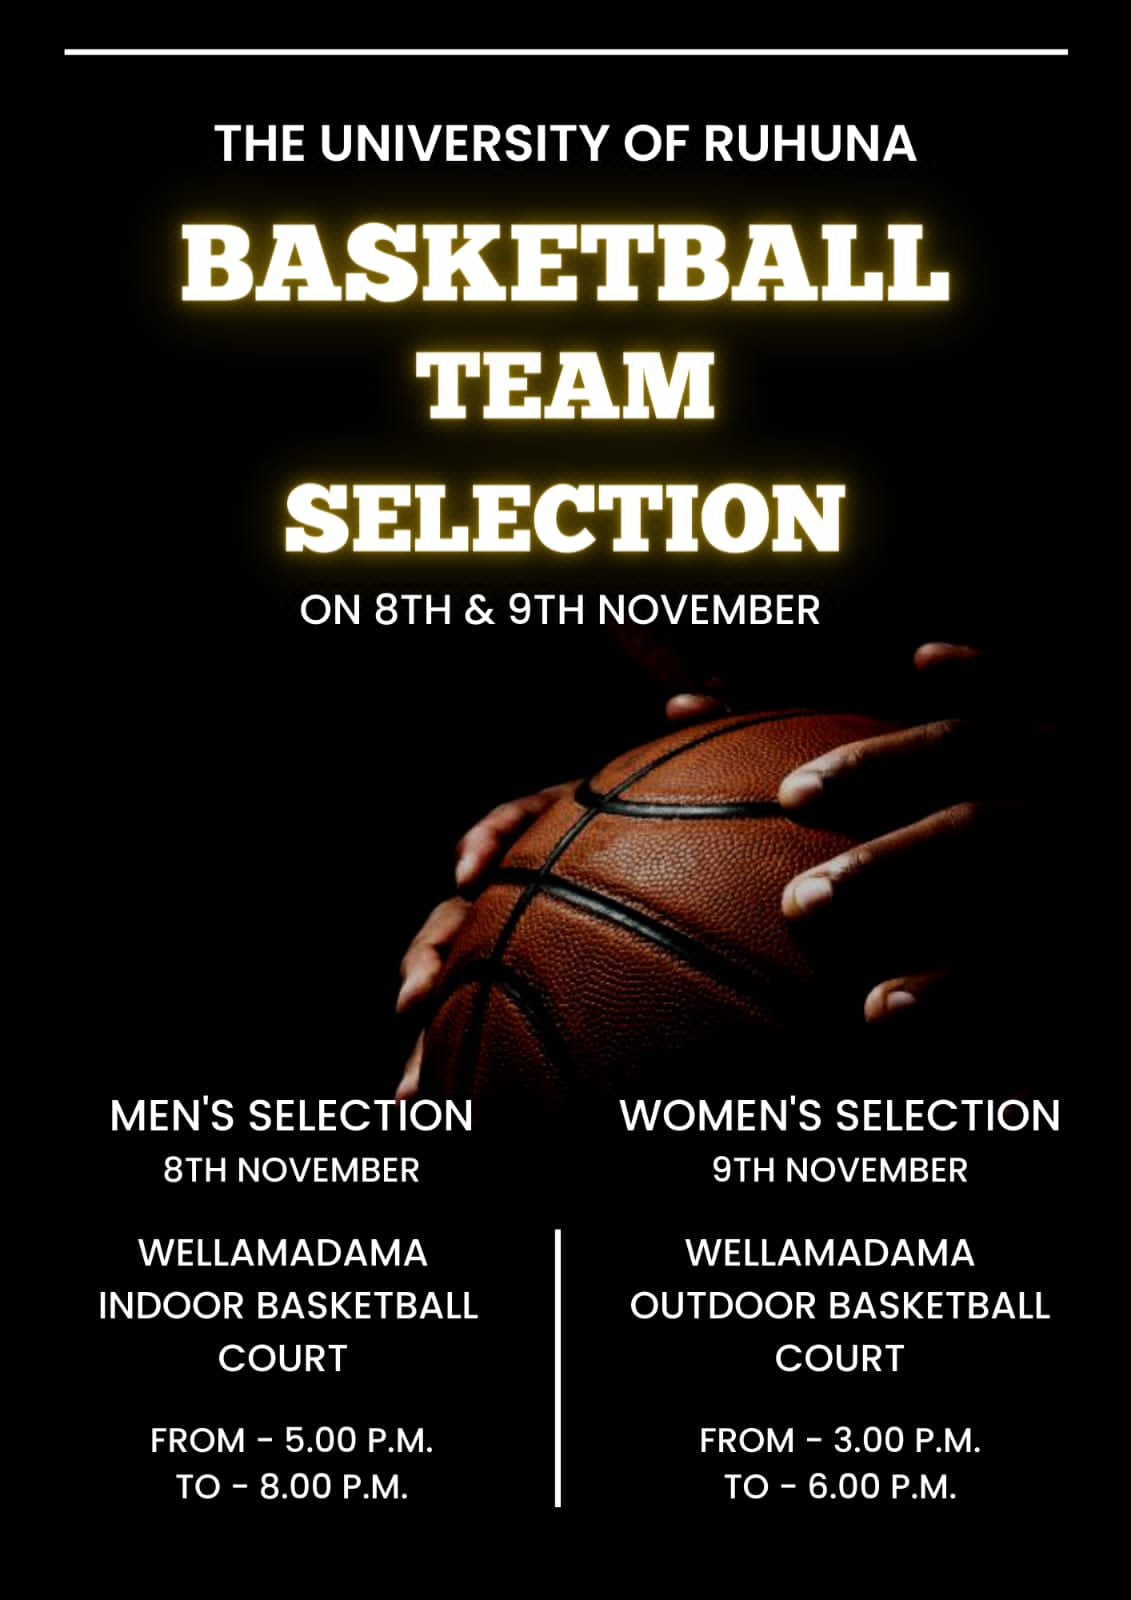 THE UNIVERSITY OF RUHUNA
BASKETBALL
TEAM
SELECTION
ON 8TH & 9TH NOVEMBER
MEN'S SELECTION
8TH NOVEMBER
WELLAMADAMA
INDOOR BASKETBALL
COURT
FROM - 5.00 P.M.
TO - 8.00 P.M.
WOMEN'S SELECTION
9TH NOVEMBER
WELLAMADAMA
OUTDOOR BASKETBALL
COURT
FROM - 3.00 P.M.
TO - 6.00 P.M.